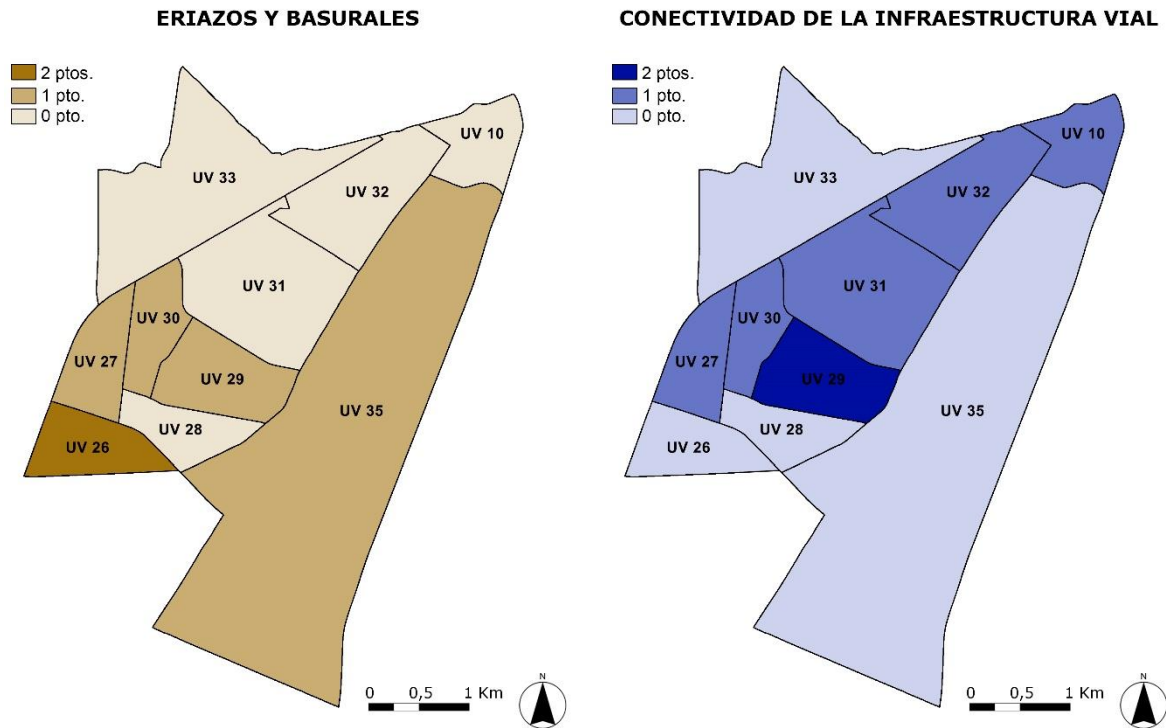 ERIAZOS Y BASURALES
2 ptos.
1 pto.
0 pto.
UV 10
UV 33
UV 32
UV 31
UV 30
UV 27
UV 29
UV 35
UV 28
UV 26
0 0,5 1 Km
N
CONECTIVIDAD DE LA INFRAESTRUCTURA VIAL
2 ptos.
1 pto.
0 pto.
UV 10
UV 33
UV 32
UV 31
UV 30
UV 27
UV 29
UV 35
UV 28
UV 26
0 0,5 1 Km
N